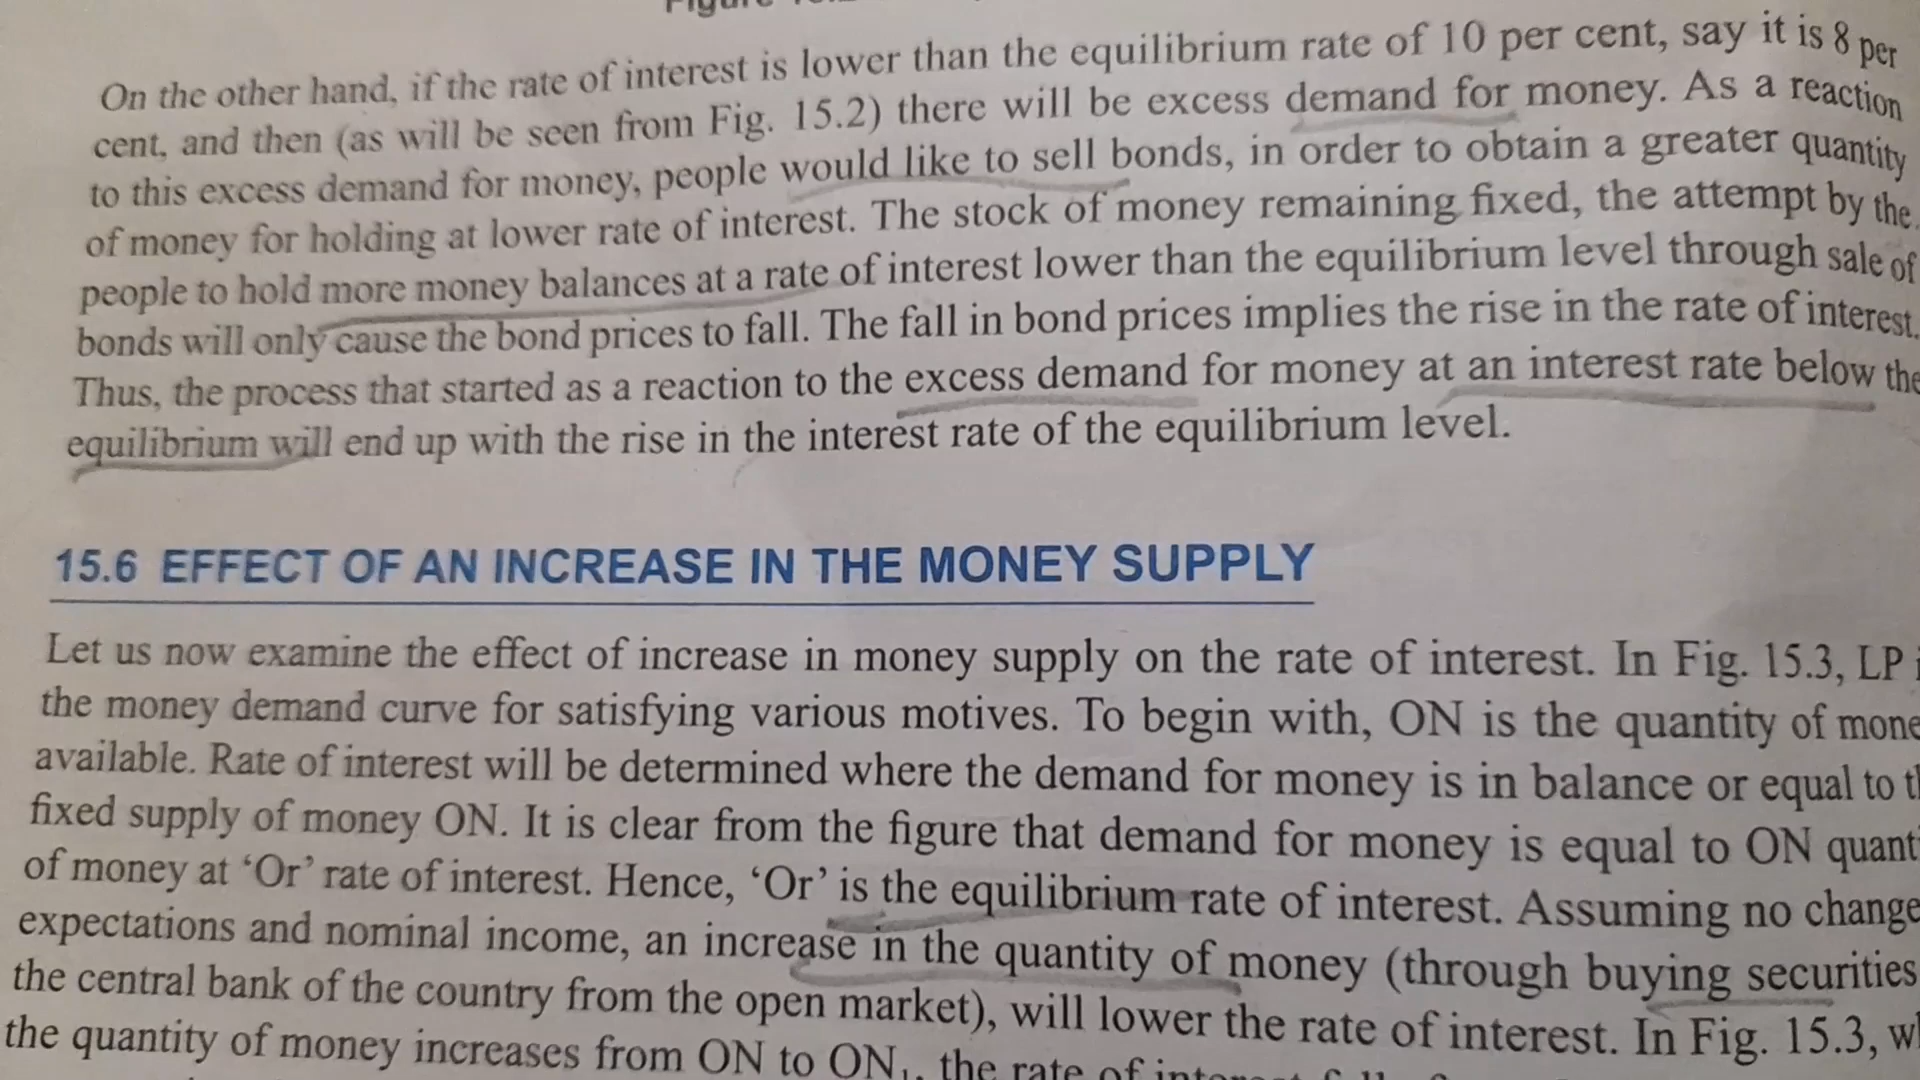 On the other hand, if the rate of interest is lower than the equilibrium rate of 10 per cent, say it is 8 per
cent, and then (as will be seen from Fig. 15.2) there will be excess demand for money. As a reaction
to this excess demand for money, people would like to sell bonds, in order to obtain a greater quantity
of money for holding at lower rate of interest. The stock of money remaining fixed, the attempt by the
people to hold more money balances at a rate of interest lower than the equilibrium level through sale of
bonds will only cause the bond prices to fall. The fall in bond prices implies the rise in the rate of interest.
Thus, the process that started as a reaction to the excess demand for money at an interest rate below the
equilibrium will end up with the rise in the interest rate of the equilibrium level.
15.6 EFFECT OF AN INCREASE IN THE MONEY SUPPLY
Let us now examine the effect of increase in money supply on the rate of interest. In Fig. 15.3, LP
the money demand curve for satisfying various motives. To begin with, ON is the quantity of mone
available. Rate of interest will be determined where the demand for money is in balance or equal to
fixed supply of money ON. It is clear from the figure that demand for money is equal to ON quant
of money at ‘Or’ rate of interest. Hence, ‘Or’ is the equilibrium rate of interest. Assuming no change
expectations and nominal income, an increase in the quantity of money (through buying securities
the central bank of the country from the open market), will lower the rate of interest. In Fig. 15.3,
the quantity of money increases from ON to ON₁, the rate of